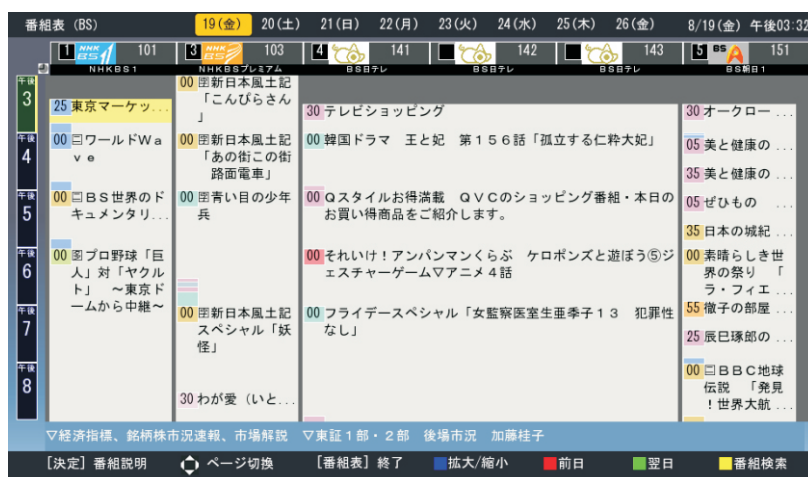 番組表（BS） 19(金) 20(土) 21(日) 22(月) 23(火) 24(水) 25(木) 26(金) 8/19(金) 午後03:32
1 NHK BS1 101 3 NHK BS 103 4 141 142 143 5 BS 151
NHKBS1 NHKBSプレミアム BS日テレ BS日テレ BS日テレ BS朝日1
午後
3
午後
4
午後
5
午後
6
午後
7
午後
8
25 東京マーケッ...
00 ワールドWa
ve
00 BS世界のド
キュメンタリ...
00 プロ野球「巨
人」対「ヤクル
ト」 ～東京ド
ームから中継～
00 新日本風土記
「こんぴらさん
」
00 新日本風土記
「あの街この街
路面電車」
00 青い目の少年
兵
00 新日本風土記
スペシャル「妖
怪」
30 わが愛（いと...
30 テレビショッピング
00 韓国ドラマ 王と妃 第156話「孤立する仁粋大妃」
00 Qスタイルお得満載 QVCのショッピング番組・本日の
お買い得商品をご紹介します。
00 それいけ！アンパンマンくらぶ ケロポンズと遊ぼう⑤ジ
ェスチャーゲーム▽アニメ4話
00 フライデースペシャル「女監察医室生亜季子13 犯罪性
なし」
30 オークロー ...
05 美と健康の ...
35 美と健康の ...
05 ぜひもの ...
35 日本の城紀 ...
00 素晴らしき世
界の祭り 「
ラ・フィエ ...
55 徹子の部屋 ...
25 辰巳琢郎の ...
00 BBC地球
伝説 「発見
！世界大航 ...
▽経済指標、銘柄株市況速報、市場解説 ▽東証1部・2部 後場市況 加藤桂子
［決定］番組説明 ページ切換 ［番組表］終了 拡大/縮小 前日 翌日 番組検索